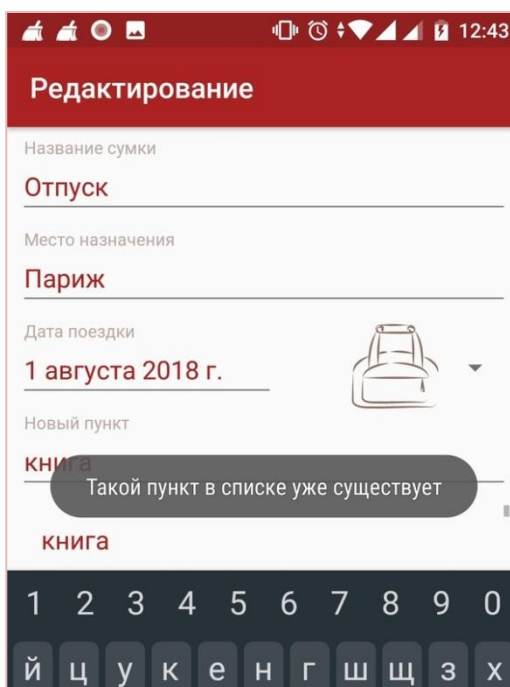 12:43
Редактирование
Название сумки
Отпуск
Место назначения
Париж
Дата поездки
1 августа 2018 г.
Новый пункт
книга
Такой пункт в списке уже существует
книга
1 2 3 4 5 6 7 8 9 0
й ц у к е н г ш щ з х